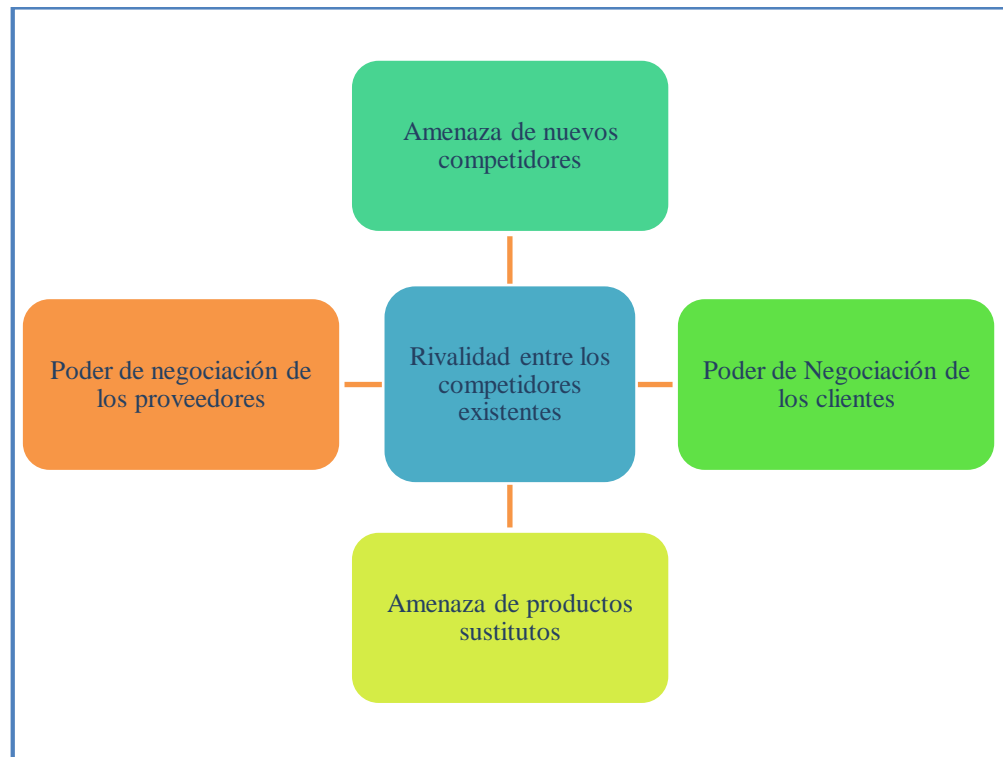 Amenaza de nuevos
competidores
Poder de negociación de
los proveedores
Rivalidad entre los
competidores
existentes
Poder de Negociación de
los clientes
Amenaza de productos
sustitutos